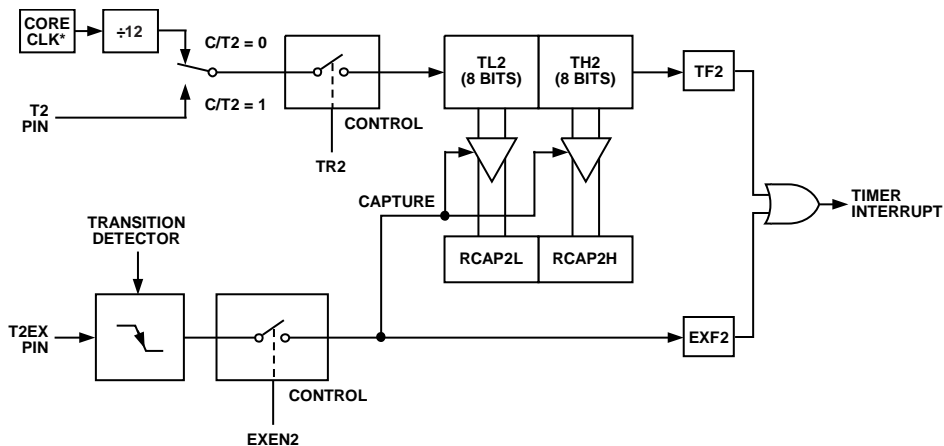 CORE
CLK*
÷12
C/T2 = 0
C/T2 = 1
T2
PIN
CONTROL
TR2
TL2
(8 BITS)
TH2
(8 BITS)
TF2
CAPTURE
TIMER
INTERRUPT
TRANSITION
DETECTOR
RCAP2L
RCAP2H
T2EX
PIN
EXF2
CONTROL
EXEN2